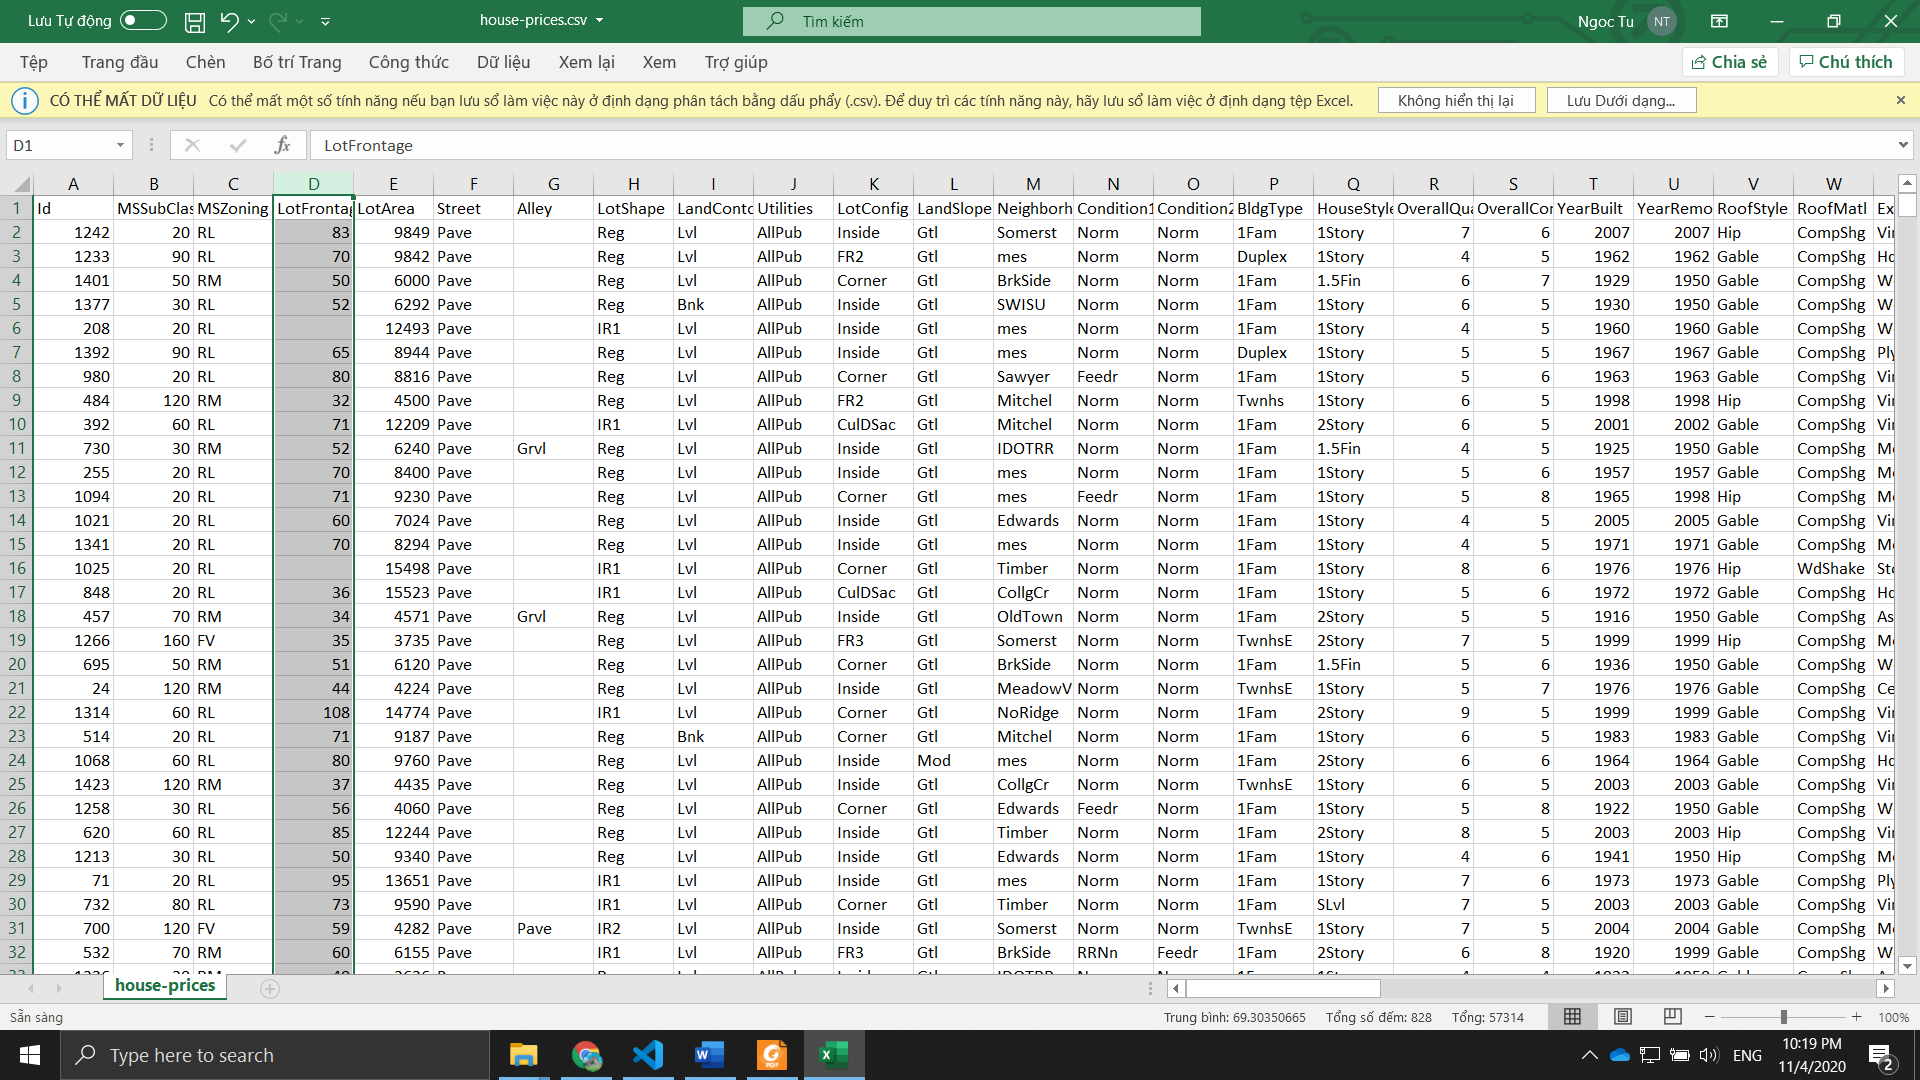 Lưu Tự động house-prices.csv Tìm kiếm Ngoc Tu NT
Tệp Trang đầu Chèn Bố trí Trang Công thức Dữ liệu Xem lại Xem Trợ giúp Chia sẻ Chú thích
CÓ THỂ MẤT DỮ LIỆU Có thể mất một số tính năng nếu bạn lưu sổ làm việc này ở định dạng phân tách bằng dấu phẩy (.csv). Để duy trì các tính năng này, hãy lưu sổ làm việc ở định dạng tệp Excel. Không hiển thị lại Lưu Dưới dạng...
D1 fx LotFrontage
A B C D E F G H I J K L M N O P Q R S T U V W
1 Id MSSubClas MSZoning LotFrontag LotArea Street Alley LotShape LandConto Utilities LotConfig LandSlope Neighborh Condition1 Condition2 BldgType HouseStyle OverallQua OverallCor YearBuilt YearRemo RoofStyle RoofMatl Ex
2 1242 20 RL 83 9849 Pave Reg Lvl AllPub Inside Gtl Somerst Norm Norm 1Fam 1Story 7 6 2007 2007 Hip CompShg Vi
3 1233 90 RL 70 9842 Pave Reg Lvl AllPub FR2 Gtl mes Norm Norm Duplex 1Story 4 5 1962 1962 Gable CompShg Hd
4 1401 50 RM 50 6000 Pave Reg Lvl AllPub Corner Gtl BrkSide Norm Norm 1Fam 1.5Fin 6 7 1929 1950 Gable CompShg W
5 1377 30 RL 52 6292 Pave Reg Bnk AllPub Inside Gtl SWISU Norm Norm 1Fam 1Story 6 5 1930 1950 Gable CompShg W
6 208 20 RL 12493 Pave IR1 Lvl AllPub Inside Gtl mes Norm Norm 1Fam 1Story 4 5 1960 1960 Gable CompShg W
7 1392 90 RL 65 8944 Pave Reg Lvl AllPub Inside Gtl mes Norm Norm Duplex 1Story 5 5 1967 1967 Gable CompShg Ply
8 980 20 RL 80 8816 Pave Reg Lvl AllPub Corner Gtl Sawyer Feedr Norm 1Fam 1Story 5 6 1963 1963 Gable CompShg Vi
9 484 120 RM 32 4500 Pave Reg Lvl AllPub FR2 Gtl Mitchel Norm Norm Twnhs 1Story 6 5 1998 1998 Hip CompShg Vi
10 392 60 RL 71 12209 Pave IR1 Lvl AllPub CulDSac Gtl Mitchel Norm Norm 1Fam 2Story 6 5 2001 2002 Gable CompShg Vi
11 730 30 RM 52 6240 Pave Grvl Reg Lvl AllPub Inside Gtl IDOTRR Norm Norm 1Fam 1.5Fin 4 5 1925 1950 Gable CompShg M
12 255 20 RL 70 8400 Pave Reg Lvl AllPub Inside Gtl mes Norm Norm 1Fam 1Story 5 6 1957 1957 Gable CompShg M
13 1094 20 RL 71 9230 Pave Reg Lvl AllPub Corner Gtl mes Feedr Norm 1Fam 1Story 5 8 1965 1998 Hip CompShg M
14 1021 20 RL 60 7024 Pave Reg Lvl AllPub Inside Gtl Edwards Norm Norm 1Fam 1Story 4 5 2005 2005 Gable CompShg Vi
15 1341 20 RL 70 8294 Pave Reg Lvl AllPub Inside Gtl mes Norm Norm 1Fam 1Story 4 5 1971 1971 Gable CompShg M
16 1025 20 RL 15498 Pave IR1 Lvl AllPub Corner Gtl Timber Norm Norm 1Fam 1Story 8 6 1976 1976 Hip WdShake Sto
17 848 20 RL 36 15523 Pave IR1 Lvl AllPub CulDSac Gtl CollgCr Norm Norm 1Fam 1Story 5 6 1972 1972 Gable CompShg Hd
18 457 70 RM 34 4571 Pave Grvl Reg Lvl AllPub Inside Gtl OldTown Norm Norm 1Fam 2Story 5 5 1916 1950 Gable CompShg As
19 1266 160 FV 35 3735 Pave Reg Lvl AllPub FR3 Gtl Somerst Norm Norm TwnhsE 2Story 7 5 1999 1999 Hip CompShg M
20 695 50 RM 51 6120 Pave Reg Lvl AllPub Corner Gtl BrkSide Norm Norm 1Fam 1.5Fin 5 6 1936 1950 Gable CompShg W
21 24 120 RM 44 4224 Pave Reg Lvl AllPub Inside Gtl MeadowV Norm Norm TwnhsE 1Story 5 7 1976 1976 Gable CompShg Ce
22 1314 60 RL 108 14774 Pave IR1 Lvl AllPub Corner Gtl NoRidge Norm Norm 1Fam 2Story 9 5 1999 1999 Gable CompShg Vi
23 514 20 RL 71 9187 Pave Reg Bnk AllPub Corner Gtl Mitchel Norm Norm 1Fam 1Story 6 5 1983 1983 Gable CompShg Vi
24 1068 60 RL 80 9760 Pave Reg Lvl AllPub Inside Mod mes Norm Norm 1Fam 2Story 6 6 1964 1964 Gable CompShg Hd
25 1423 120 RM 37 4435 Pave Reg Lvl AllPub Inside Gtl CollgCr Norm Norm TwnhsE 1Story 6 5 2003 2003 Gable CompShg Vi
26 1258 30 RL 56 4060 Pave Reg Lvl AllPub Corner Gtl Edwards Feedr Norm 1Fam 1Story 5 8 1922 1950 Gable CompShg W
27 620 60 RL 85 12244 Pave Reg Lvl AllPub Inside Gtl Timber Norm Norm 1Fam 2Story 8 5 2003 2003 Hip CompShg Vi
28 1213 30 RL 50 9340 Pave Reg Lvl AllPub Inside Gtl Edwards Norm Norm 1Fam 1Story 4 6 1941 1950 Hip CompShg M
29 71 20 RL 95 13651 Pave IR1 Lvl AllPub Inside Gtl mes Norm Norm 1Fam 1Story 7 6 1973 1973 Gable CompShg Ply
30 732 80 RL 73 9590 Pave IR1 Lvl AllPub Corner Gtl Timber Norm Norm 1Fam SLvl 7 5 2003 2003 Gable CompShg Vi
31 700 120 FV 59 4282 Pave Pave IR2 Lvl AllPub Inside Gtl Somerst Norm Norm TwnhsE 1Story 7 5 2004 2004 Gable CompShg M
32 532 70 RM 60 6155 Pave IR1 Lvl AllPub FR3 Gtl BrkSide RRNn Feedr 1Fam 2Story 6 8 1920 1999 Gable CompShg W
house-prices
Sẵn sàng Trung bình: 69.30350665 Tổng số đếm: 828 Tổng: 57314 100%
Type here to search ENG 10:19 PM
11/4/2020 2